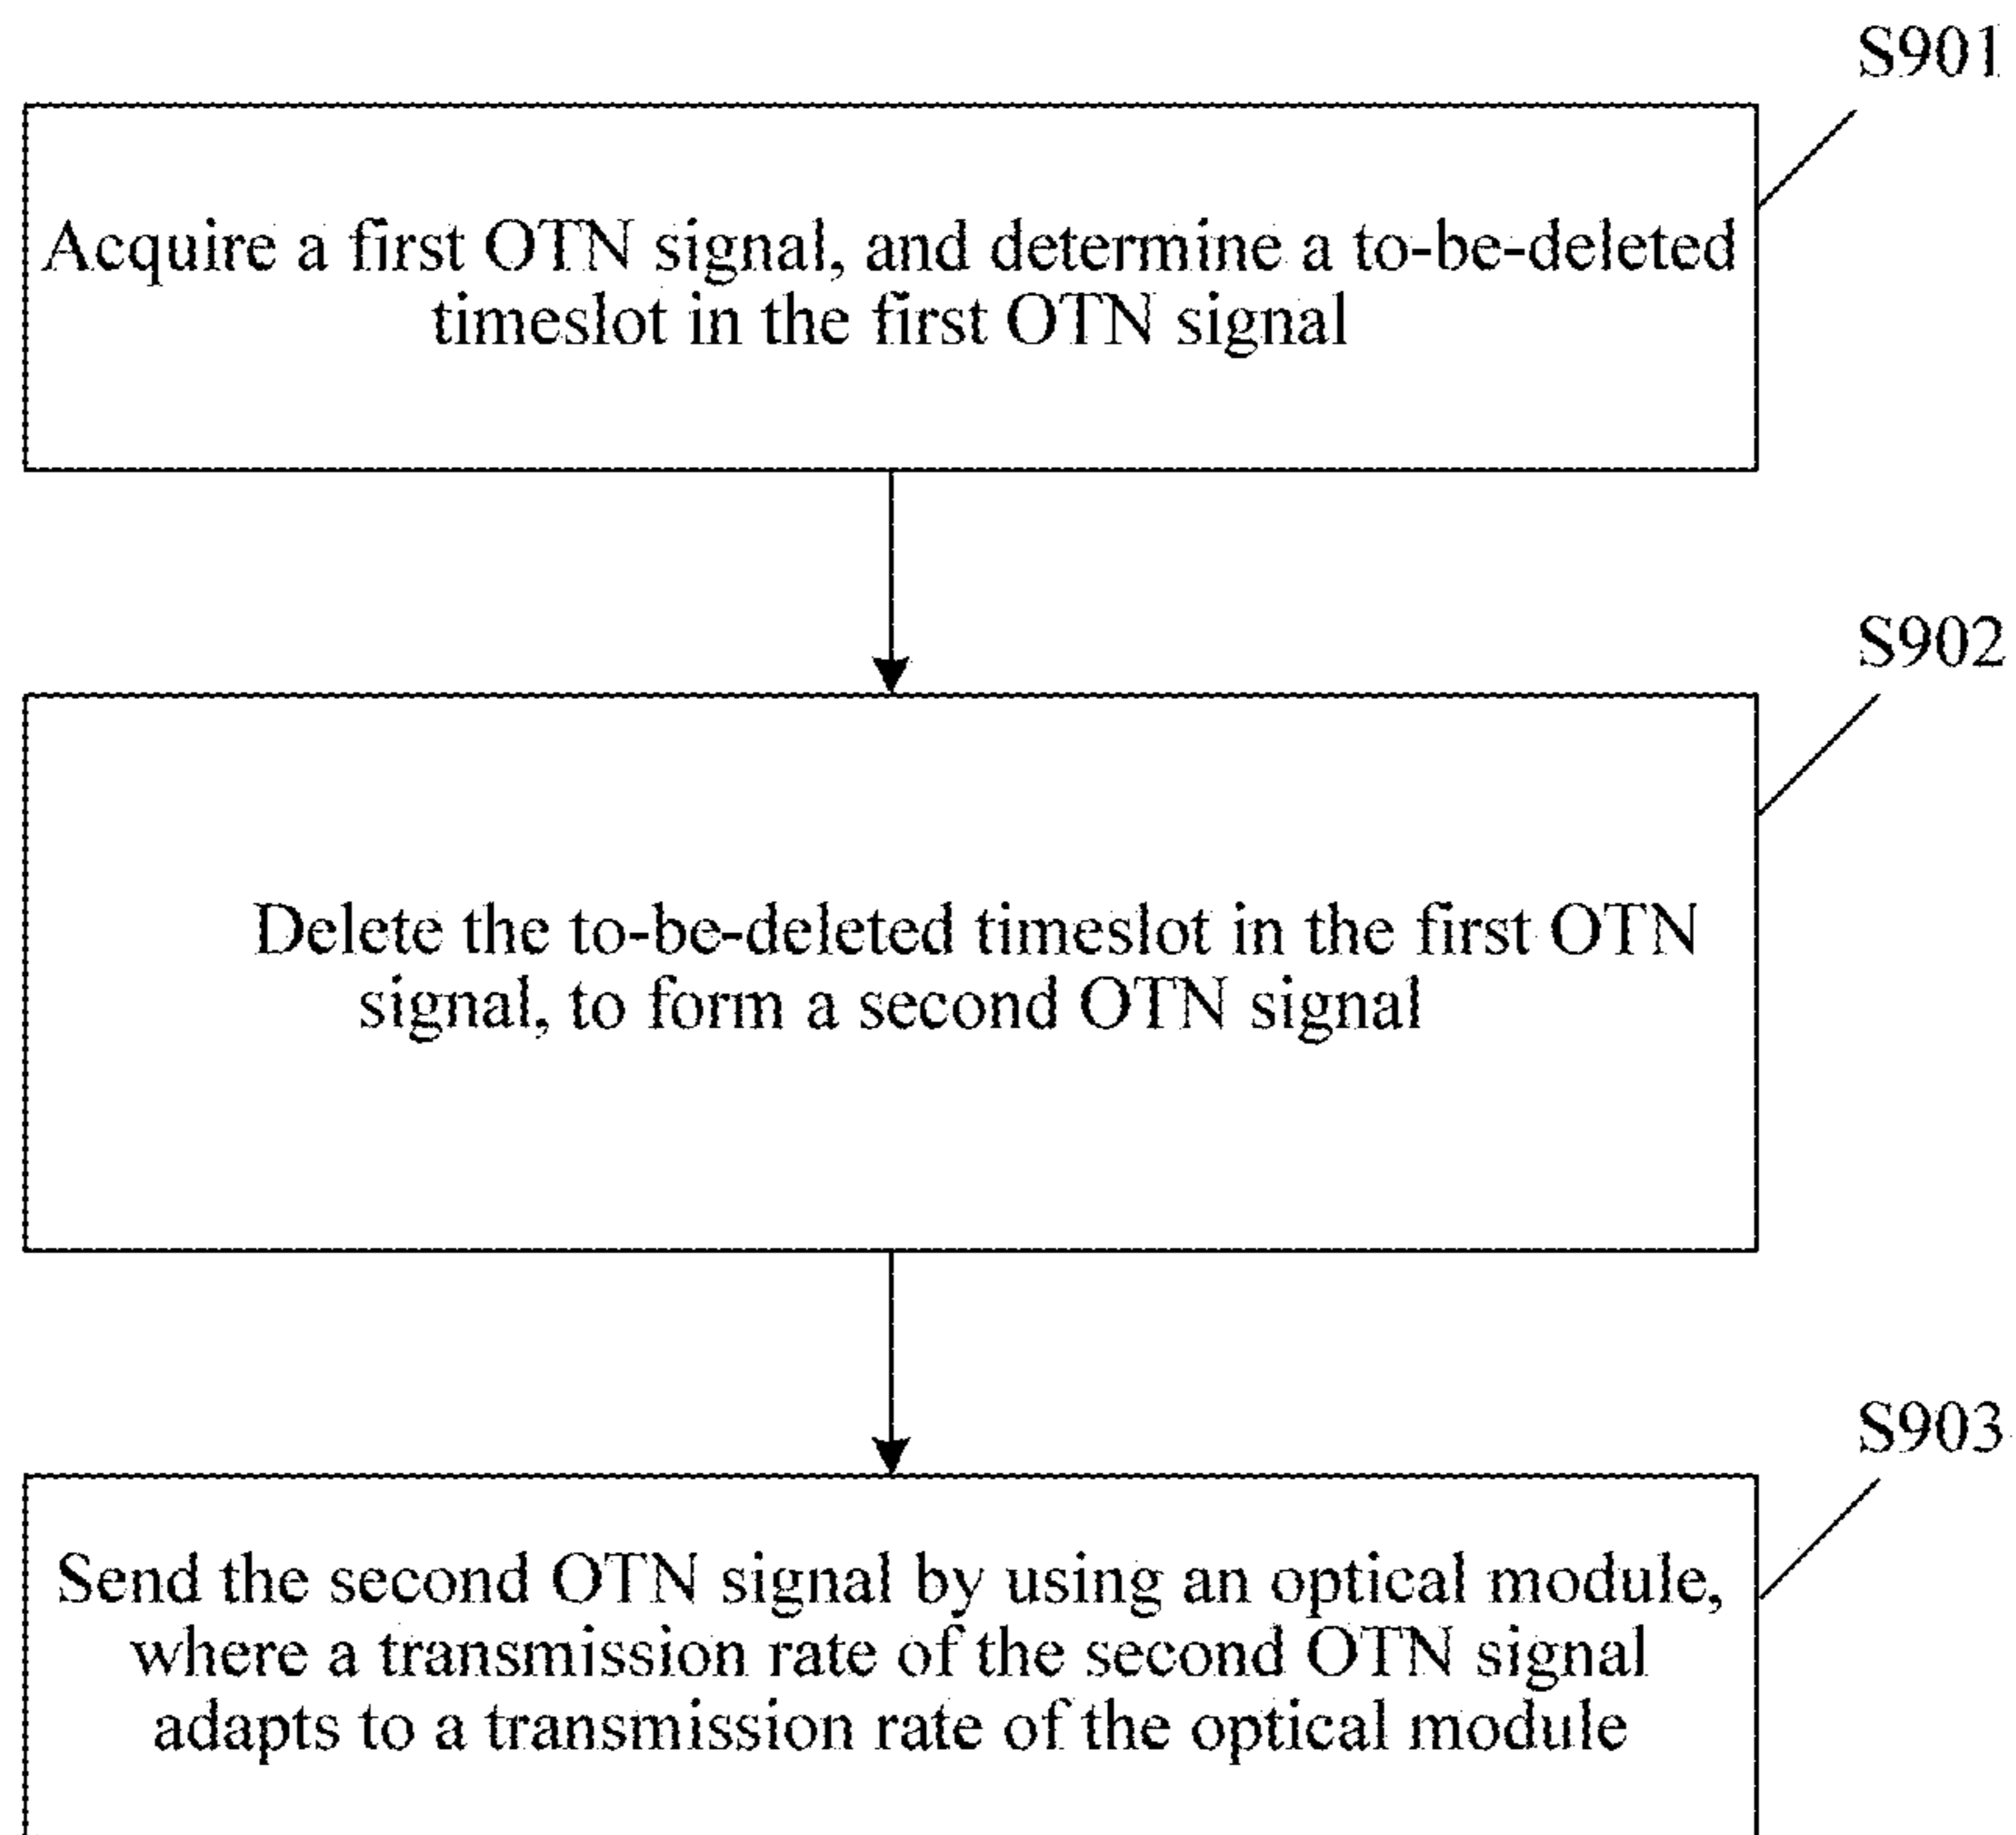 S901
Acquire a first OTN signal, and determine a to-be-deleted
timeslot in the first OTN signal
S902
Delete the to-be-deleted timeslot in the first OTN
signal, to form a second OTN signal
S903
Send the second OTN signal by using an optical module,
where a transmission rate of the second OTN signal
adapts to a transmission rate of the optical module